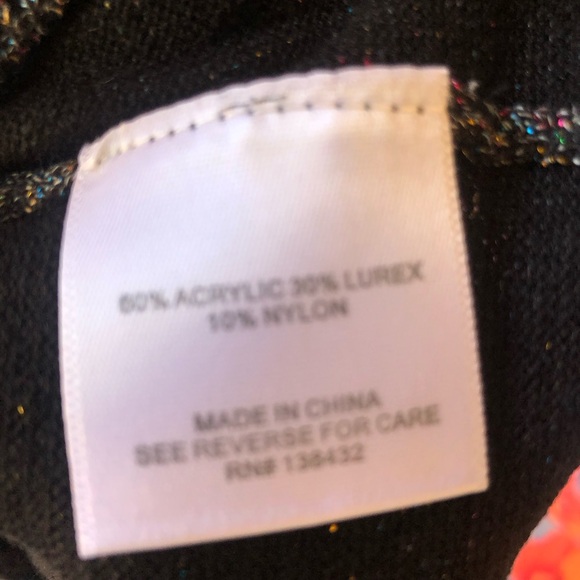 60% ACRYLIC 30% LUREX
10% NYLON
MADE IN CHINA
SEE REVERSE FOR CARE
RN# 138432